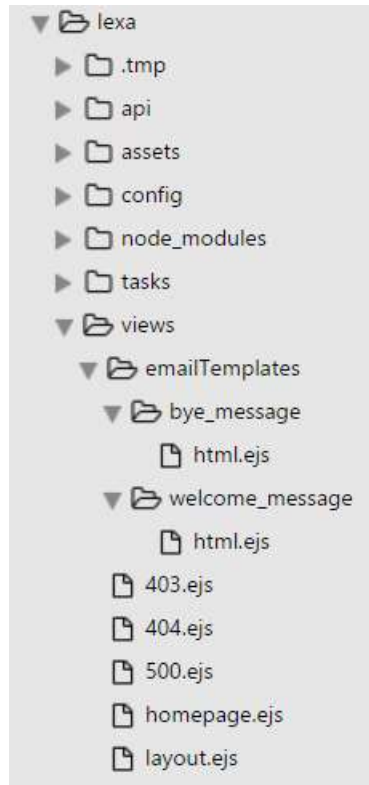 lexa
.tmp
api
assets
config
node_modules
tasks
views
emailTemplates
bye_message
html.ejs
welcome_message
html.ejs
403.ejs
404.ejs
500.ejs
homepage.ejs
layout.ejs